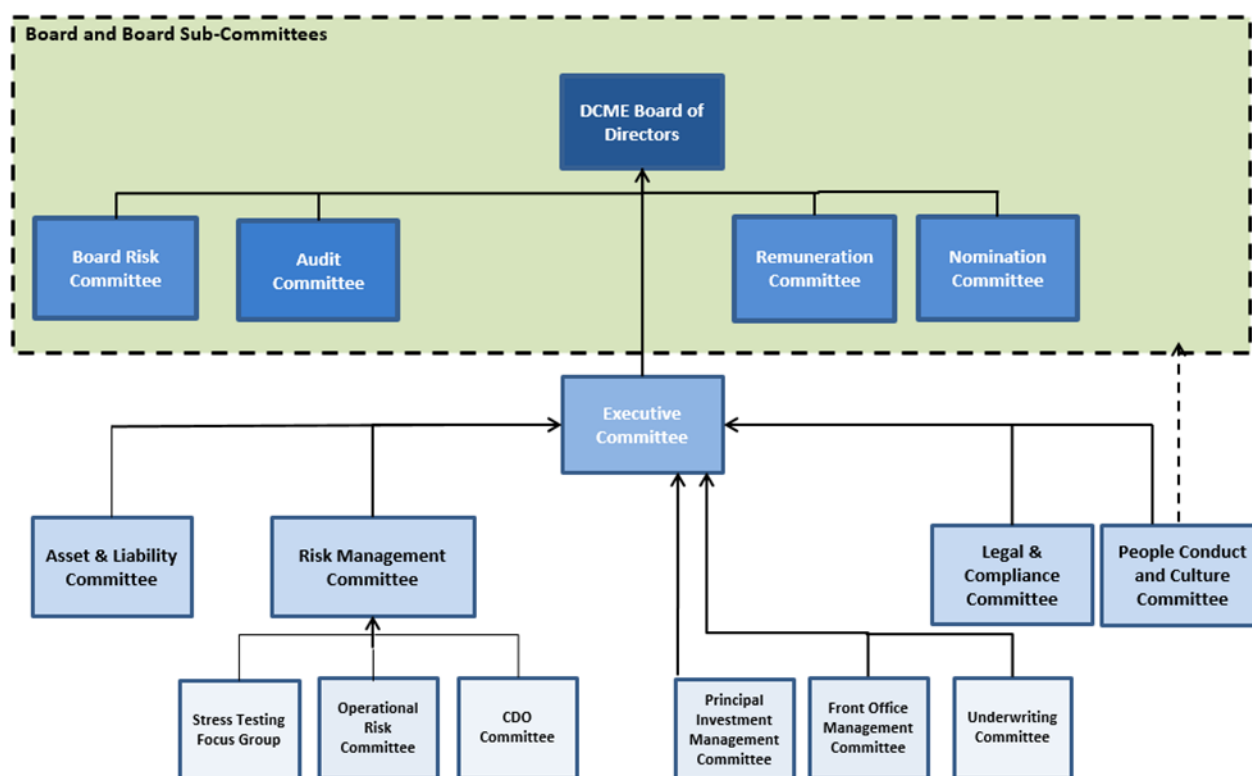 Board and Board Sub-Committees
DCME Board of
Directors
Board Risk
Committee
Audit
Committee
Remuneration
Committee
Nomination
Committee
Executive
Committee
Asset & Liability
Committee
Risk Management
Committee
Legal &
Compliance
Committee
People Conduct
and Culture
Committee
Stress Testing
Focus Group
Operational
Risk
Committee
CDO
Committee
Principal
Investment
Management
Committee
Front Office
Management
Committee
Underwriting
Committee